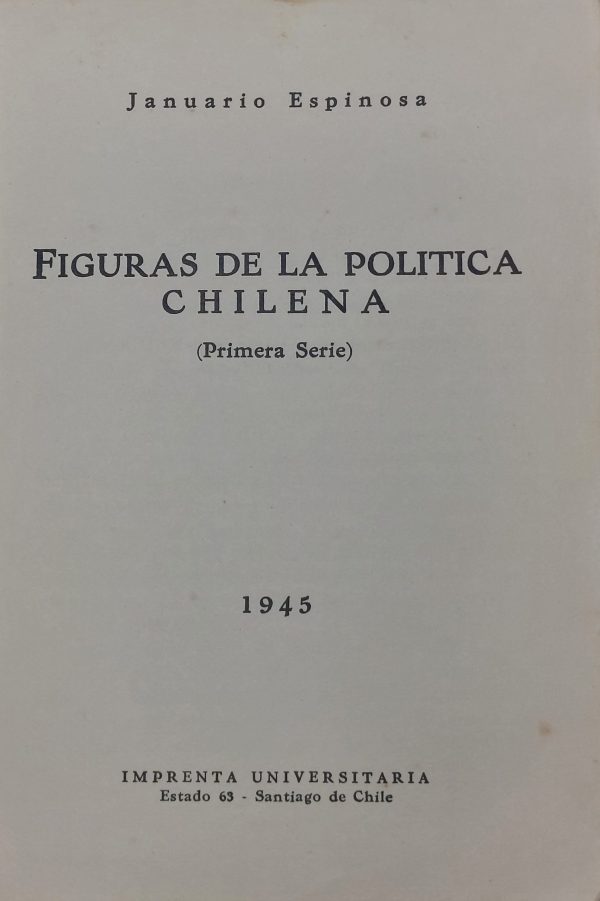 Januario Espinosa
FIGURAS DE LA POLITICA
CHILENA
(Primera Serie)
1945
IMPRENTA UNIVERSITARIA
Estado 63 - Santiago de Chile